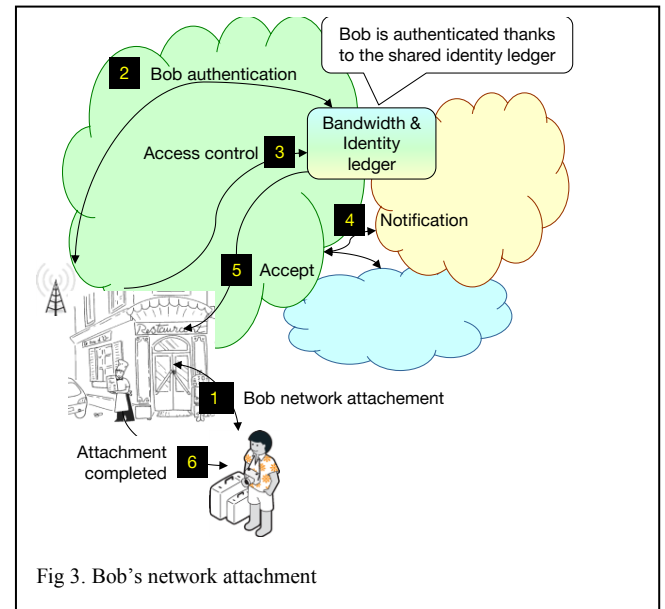 Bob is authenticated thanks
to the shared identity ledger
2 Bob authentication
Bandwidth &
Identity
ledger
Access control 3
4 Notification
5 Accept
Restaurant
1 Bob network attachement
Attachment
completed 6
Fig 3. Bob's network attachment